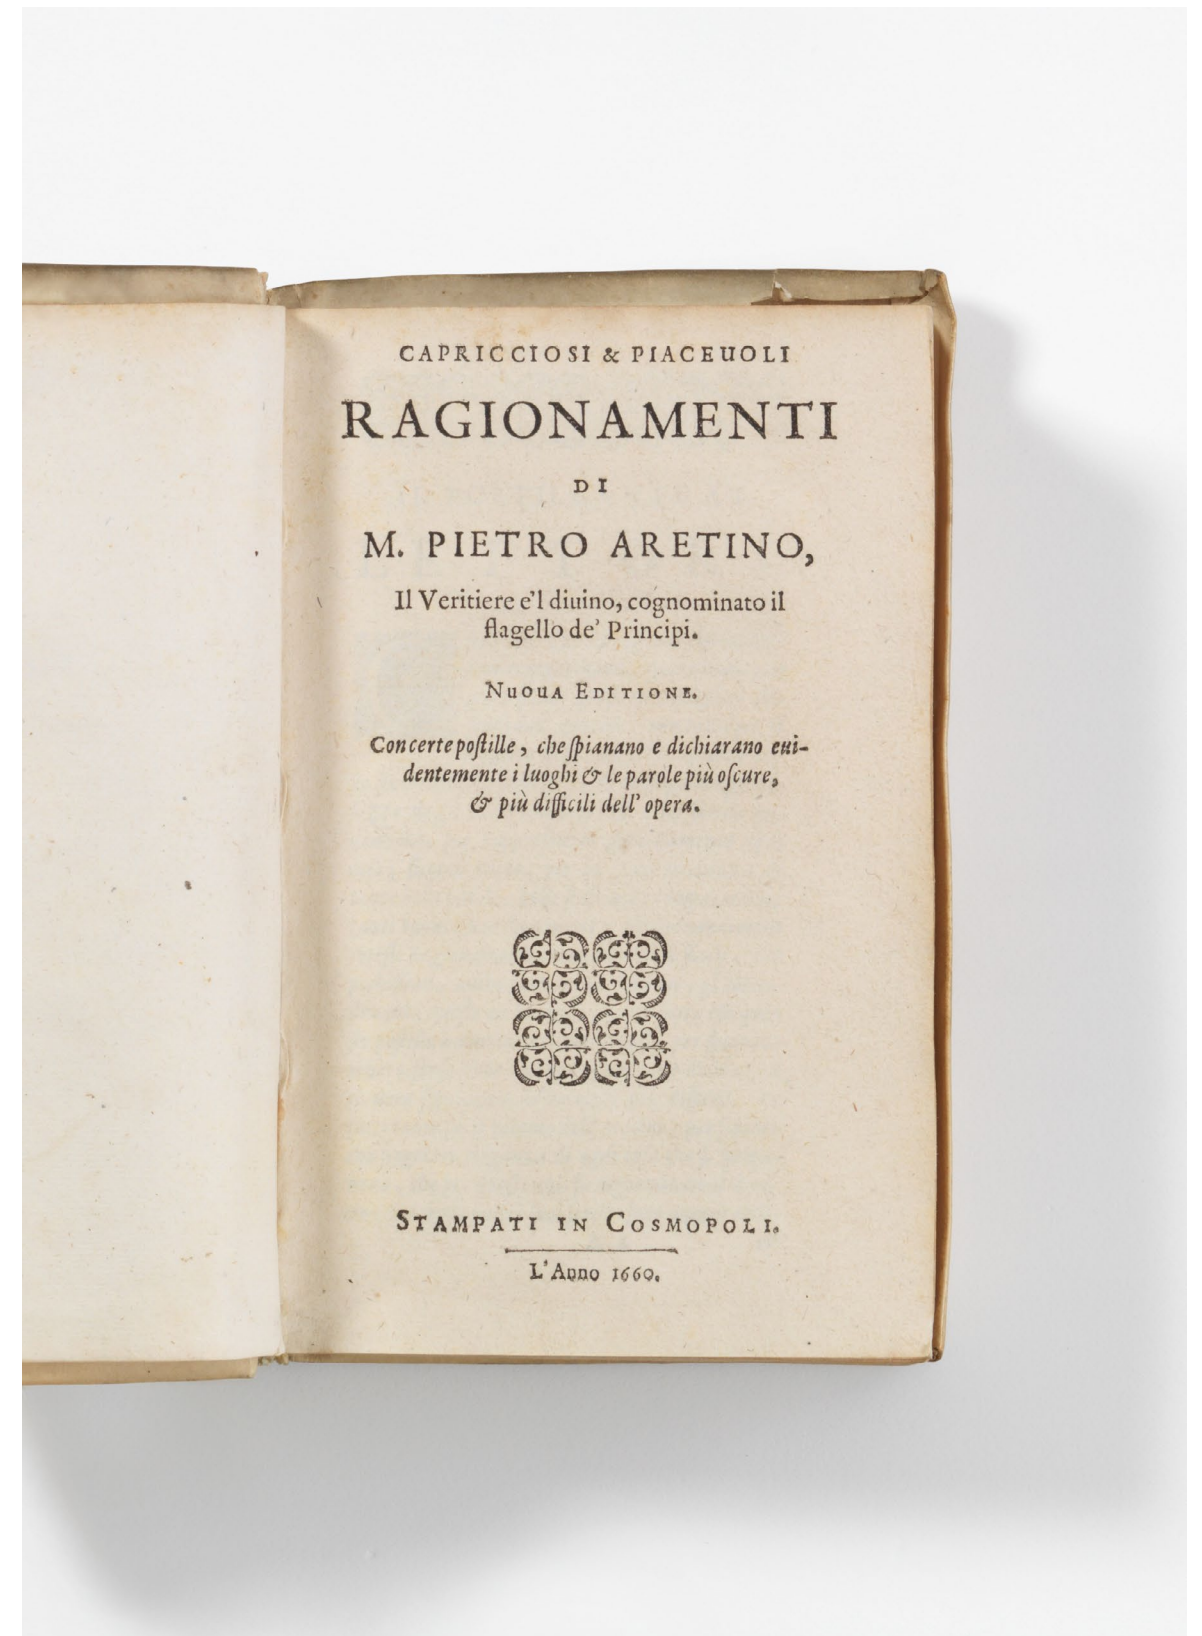 CAPRICCIOSI & PIACEUOLI
RAGIONAMENTI
DI
M. PIETRO ARETINO,
Il Veritiere e'l diuino, cognominato il
flagello de' Principi.
NUOUA EDITIONE.
Con certe postille, che spianano e dichiarano eui-
dentemente i luoghi & le parole più oscure,
& più difficili dell' opera.
STAMPATI IN COSMOPOLI.
L'Anno 1660.